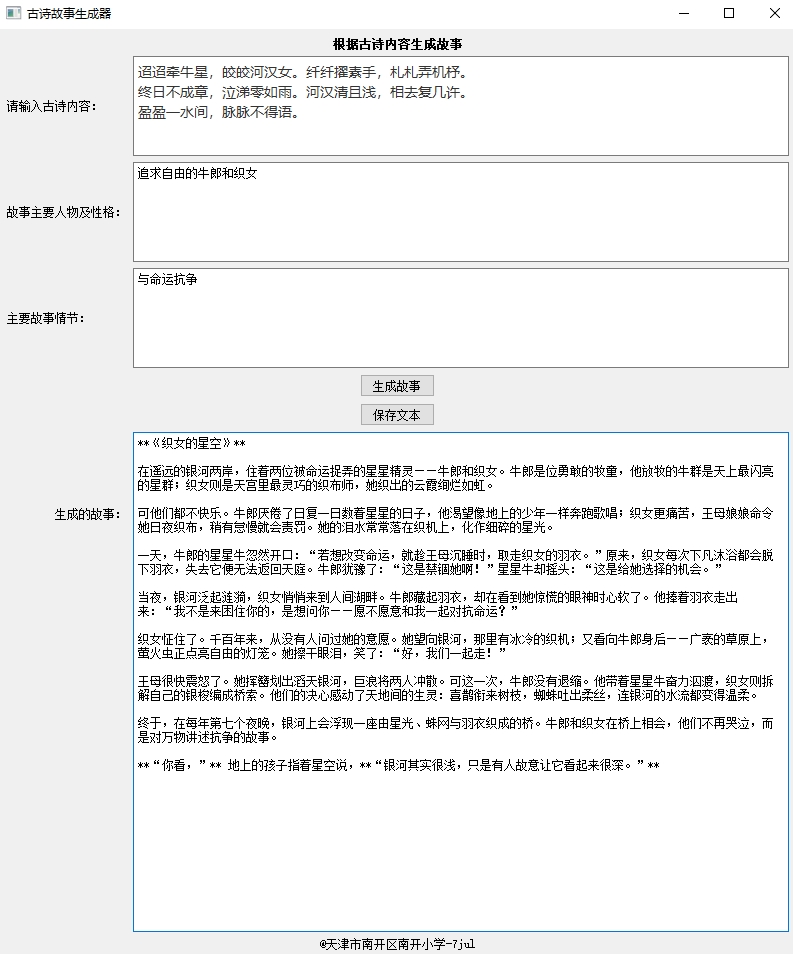 古诗故事生成器
根据古诗内容生成故事
请输入古诗内容：
迢迢牵牛星，皎皎河汉女。纤纤擢素手，札札弄机杼。
终日不成章，泣涕零如雨。河汉清且浅，相去复几许。
盈盈一水间，脉脉不得语。
故事主要人物及性格：
追求自由的牛郎和织女
主要故事情节：
与命运抗争
生成故事
保存文本
生成的故事：
**《织女的星空》**
在遥远的银河两岸，住着两位被命运捉弄的星星精灵——牛郎和织女。牛郎是位勇敢的牧童，他放牧的牛群是天上最闪亮
的星群；织女则是天宫里最灵巧的织布师，她织出的云霞绚烂如虹。
可他们都不快乐。牛郎厌倦了日复一日数着星星的日子，他渴望像地上的少年一样奔跑歌唱；织女更痛苦，王母娘娘命令
她日夜织布，稍有怠慢就会责罚。她的泪水常常落在织机上，化作细碎的星光。
一天，牛郎的星星牛忽然开口：“若想改变命运，就趁王母沉睡时，取走织女的羽衣。”原来，织女每次下凡沐浴都会脱
下羽衣，失去它便无法返回天庭。牛郎犹豫了：“这是禁锢她啊！”星星牛却摇头：“这是给她选择的机会。”
当夜，银河泛起涟漪，织女悄悄来到人间湖畔。牛郎藏起羽衣，却在看到她惊慌的眼神时心软了。他捧着羽衣走出
来：“我不是来困住你的，是想问你——愿不愿意和我一起对抗命运？”
织女怔住了。千百年来，从没有人问过她的意愿。她望向银河，那里有冰冷的织机；又看向牛郎身后——广袤的草原上，
萤火虫正点亮自由的灯笼。她擦干眼泪，笑了：“好，我们一起走！”
王母很快震怒了。她挥簪划出滔天银河，巨浪将两人冲散。可这一次，牛郎没有退缩。他带着星星牛奋力泅渡，织女则拆
解自己的银梭编成桥索。他们的决心感动了天地间的生灵：喜鹊衔来树枝，蜘蛛吐出柔丝，连银河的水流都变得温柔。
终于，在每年第七个夜晚，银河上会浮现一座由星光、蛛网与羽衣织成的桥。牛郎和织女在桥上相会，他们不再哭泣，而
是对万物讲述抗争的故事。
**“你看，”** 地上的孩子指着星空说，**“银河其实很浅，只是有人故意让它看起来很深。”**
@天津市南开区南开小学-7jul